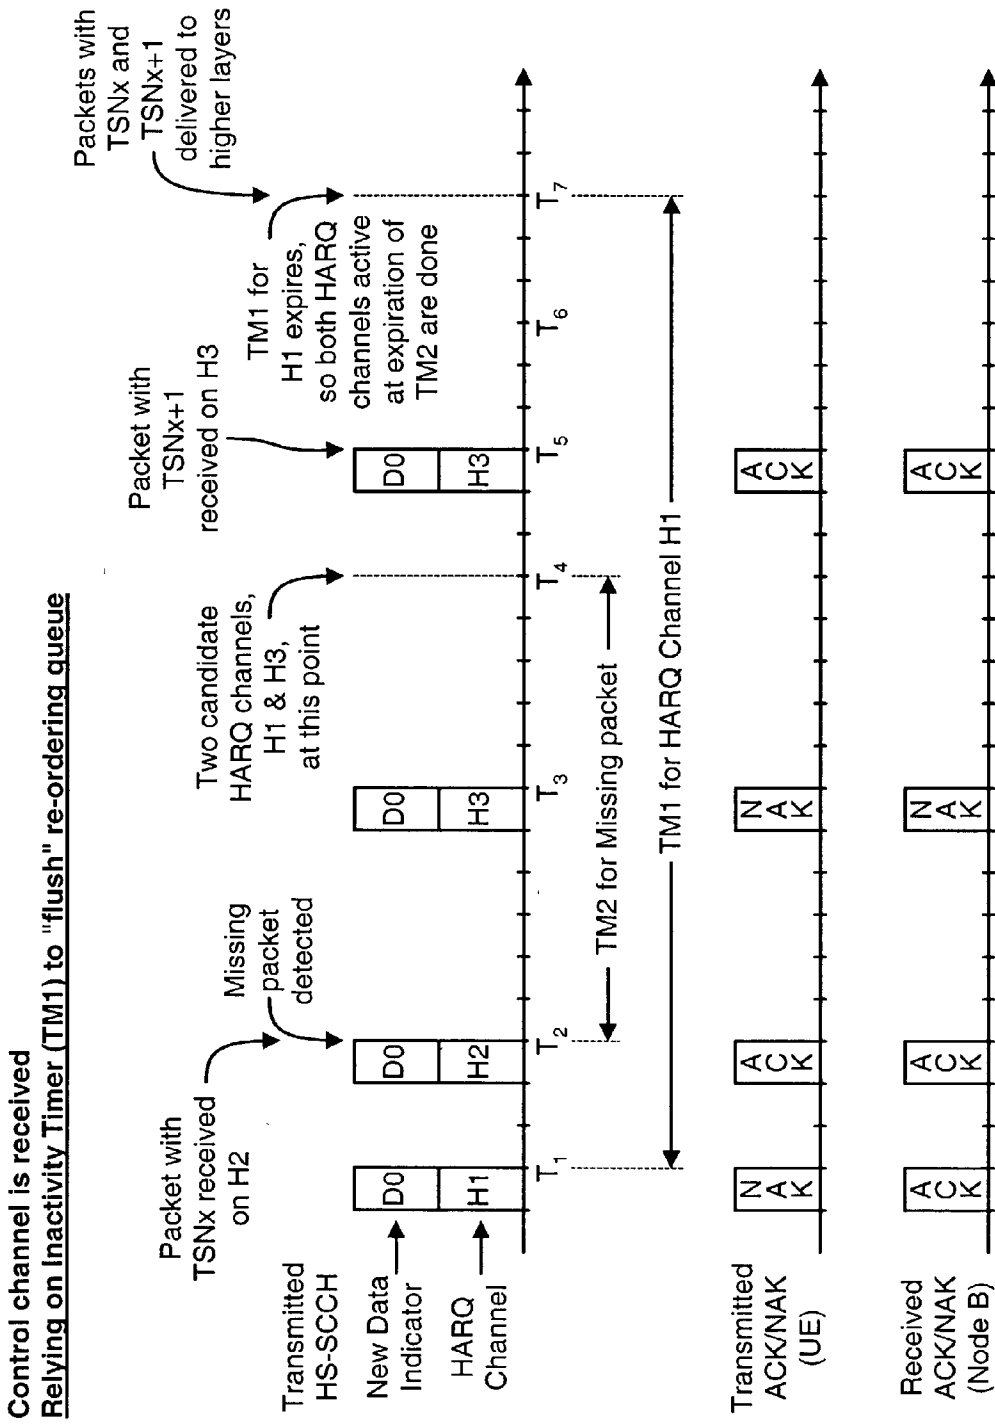 Control channel is received
Relying on Inactivity Timer (TM1) to "flush" re-ordering queue
Packet with
TSNx received
on H2
Missing
packet
detected
Two candidate
HARQ channels,
H1 & H3,
at this point
Packet with
TSNx+1
received on H3
TM1 for
H1 expires,
so both HARQ
channels active
at expiration of
TM2 are done
Packets with
TSNx and
TSNx+1
delivered to
higher layers
Transmitted
HS-SCCH
New Data
Indicator
D0
D0
D0
D0
HARQ
Channel
H1
H2
H3
H3
T1
T2
T3
T4
T5
T6
T7
TM2 for Missing packet
TM1 for HARQ Channel H1
Transmitted
ACK/NAK
(UE)
NAK
ACK
NAK
ACK
Received
ACK/NAK
(Node B)
ACK
ACK
NAK
ACK